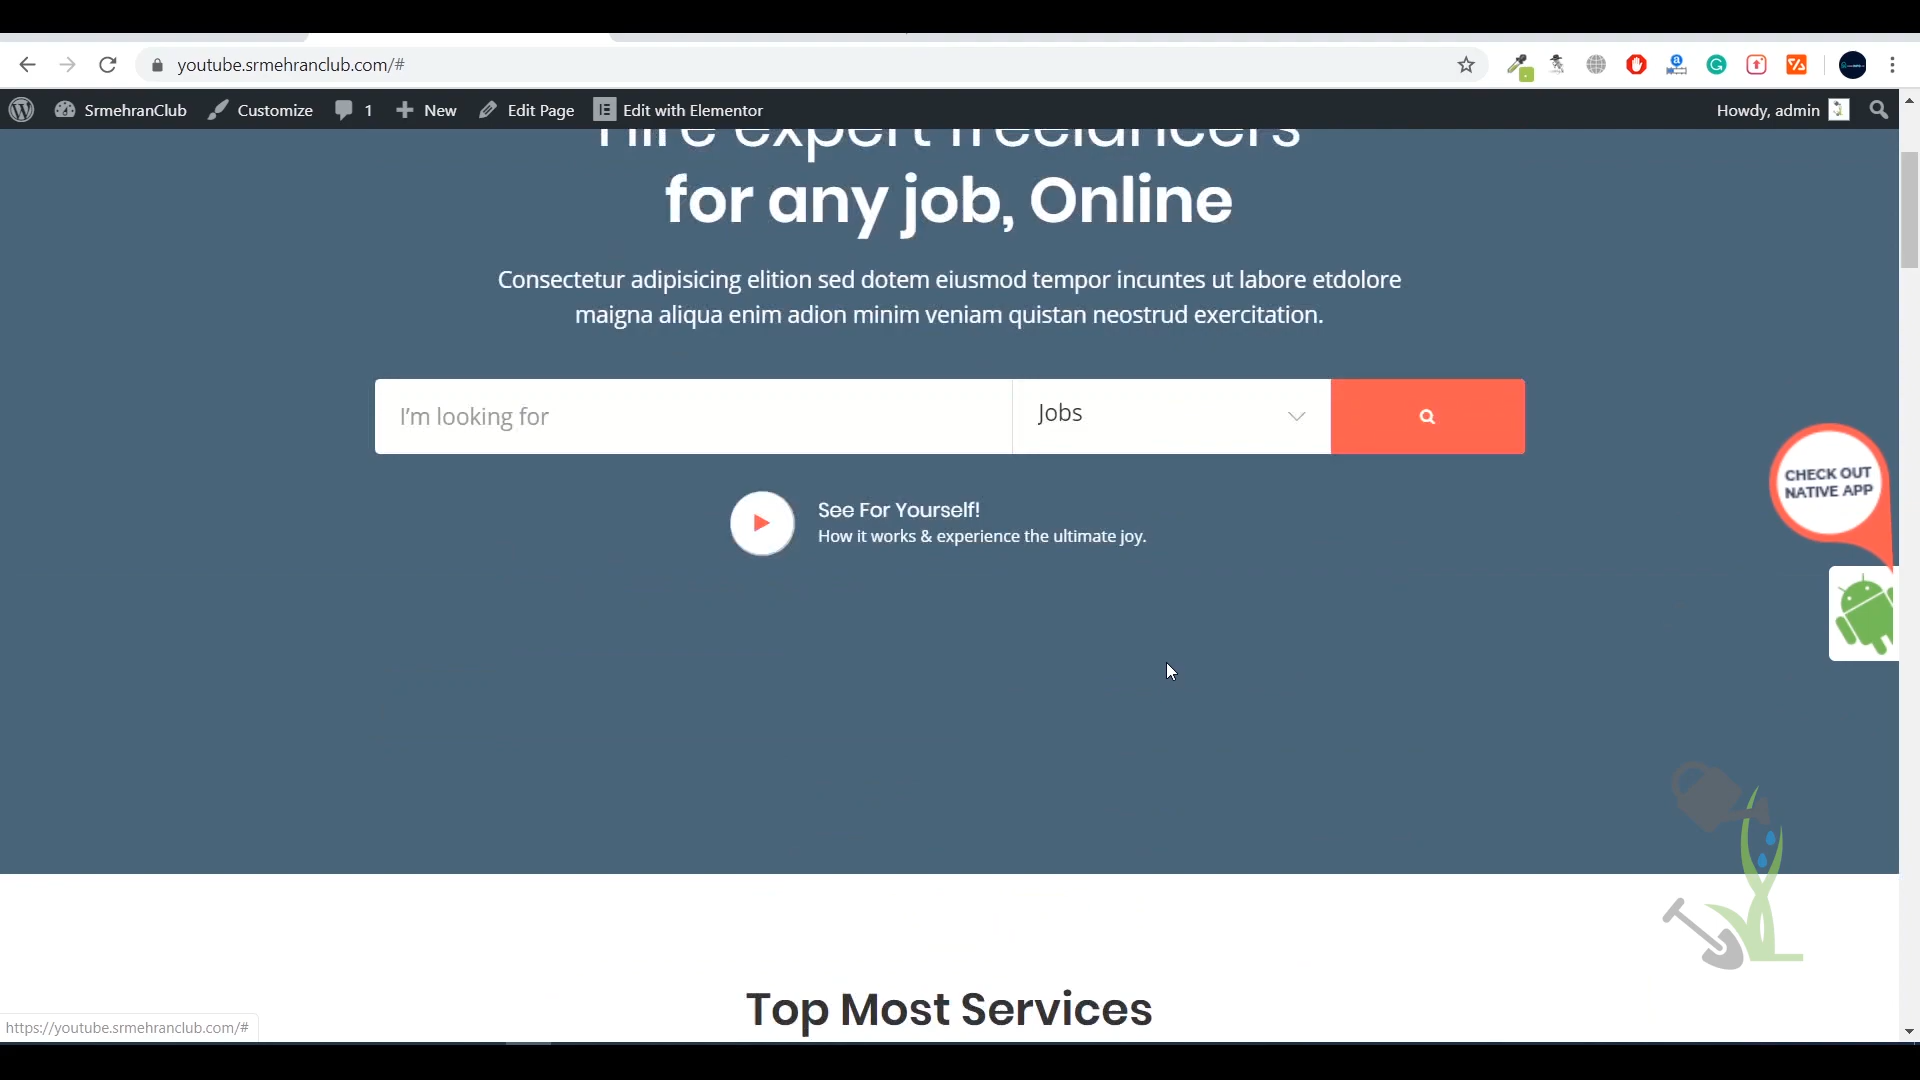 youtube.srmehranclub.com/#
SrmehranClub
Customize
1
New
Edit Page
Edit with Elementor
Howdy, admin
Hire expert freelancers
for any job, Online
Consectetur adipisicing elition sed dotem eiusmod tempor incuntes ut labore etdolore
maigna aliqua enim adion minim veniam quistan neostrud exercitation.
I’m looking for
Jobs
See For Yourself!
How it works & experience the ultimate joy.
CHECK OUT
NATIVE APP
Top Most Services
https://youtube.srmehranclub.com/#